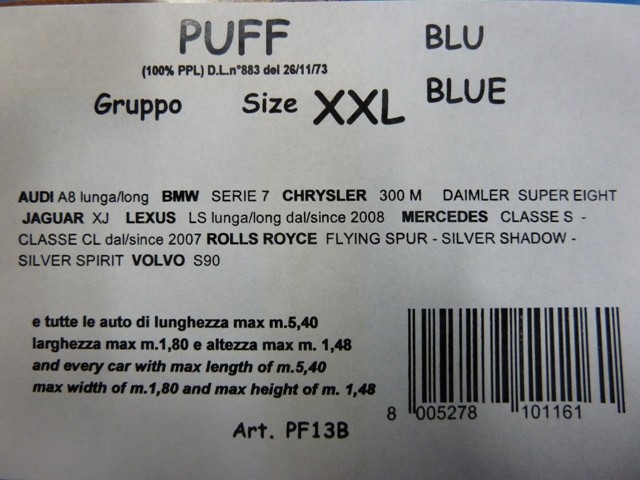 PUFF BLU
(100% PPL) D.L.n°883 del 26/11/73
Gruppo Size XXL BLUE
AUDI A8 lunga/long BMW SERIE 7 CHRYSLER 300 M DAIMLER SUPER EIGHT
JAGUAR XJ LEXUS LS lunga/long dal/since 2008 MERCEDES CLASSE S -
CLASSE CL dal/since 2007 ROLLS ROYCE FLYING SPUR - SILVER SHADOW -
SILVER SPIRIT VOLVO S90
e tutte le auto di lunghezza max m.5,40
larghezza max m.1,80 e altezza max m. 1,48
and every car with max length of m.5,40
max width of m.1,80 and max height of m. 1,48
8 005278 101161
Art. PF13B